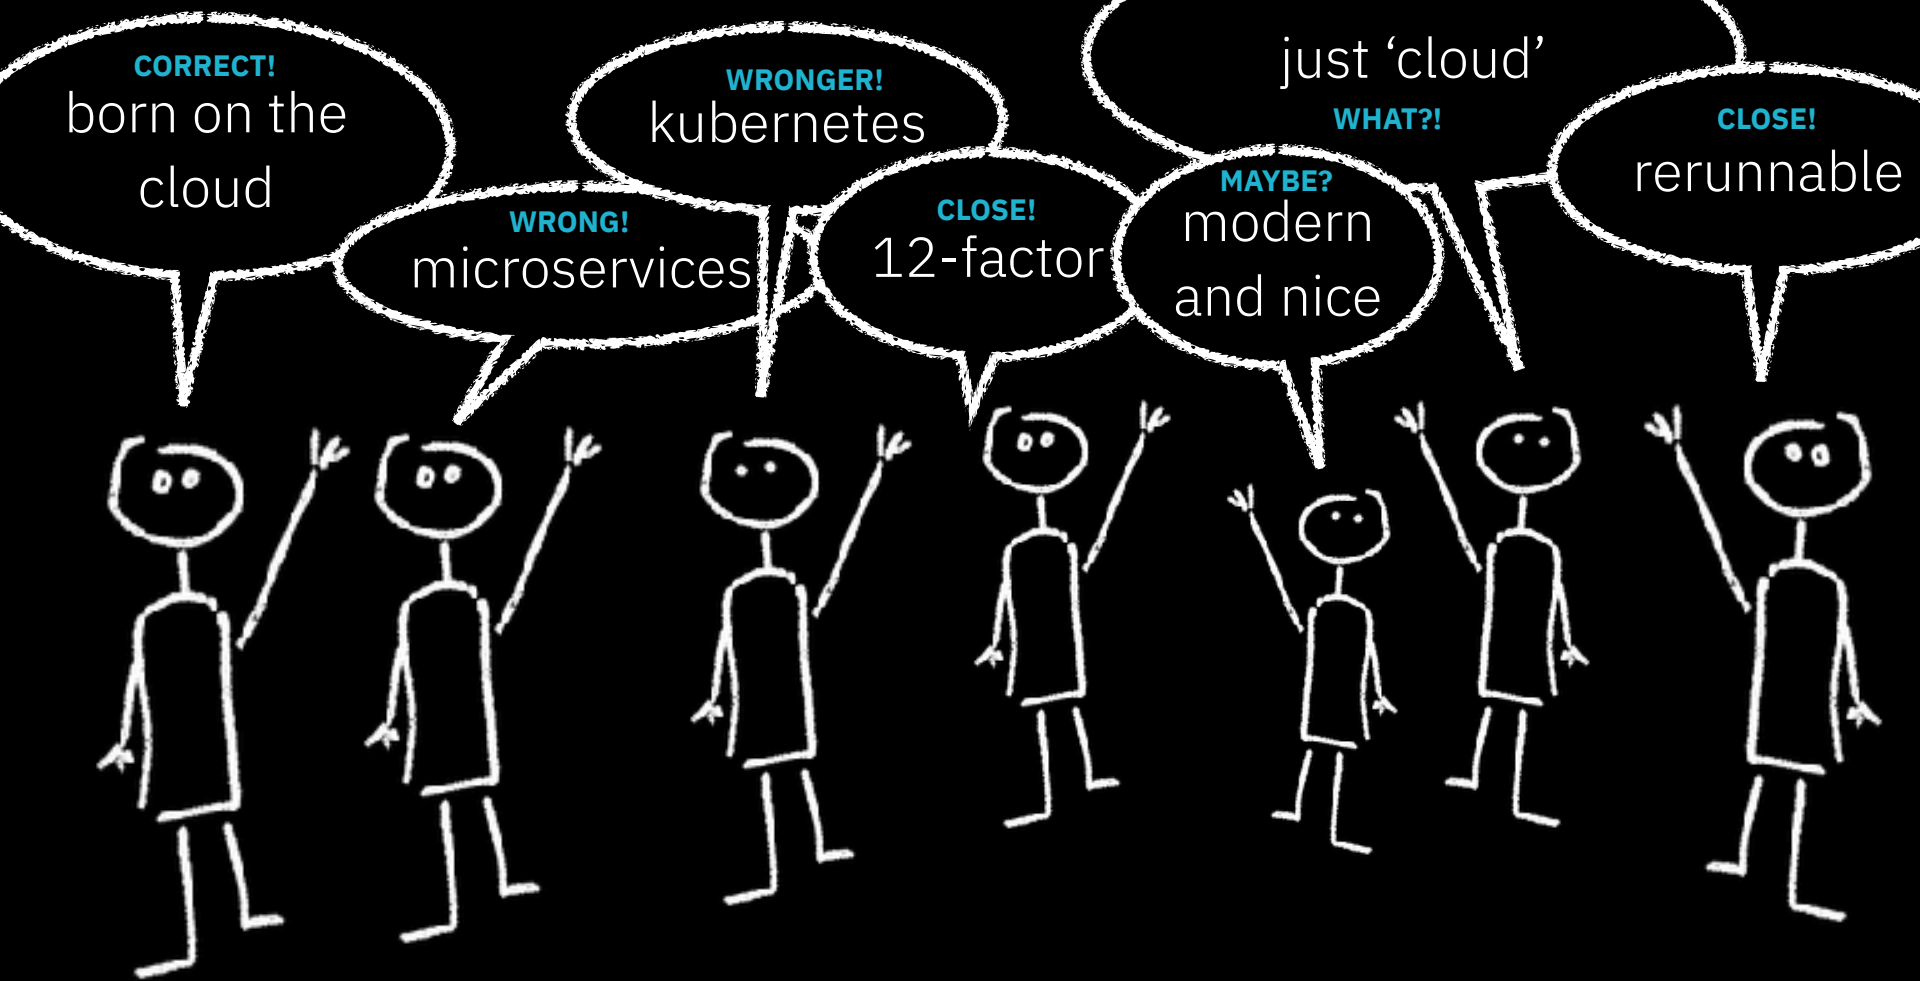 CORRECT!
born on the
cloud
WRONG!
microservices
WRONGER!
kubernetes
CLOSE!
12-factor
MAYBE?
modern
and nice
just ‘cloud’
WHAT?!
CLOSE!
rerunnable